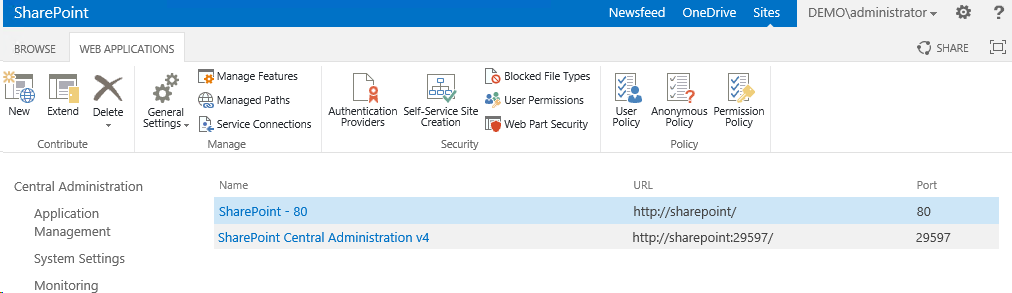 SharePoint Newsfeed OneDrive Sites DEMO\administrator ?
BROWSE WEB APPLICATIONS SHARE
New Extend Delete
General Settings
Manage Features
Managed Paths
Service Connections
Authentication Providers
Self-Service Site Creation
Blocked File Types
User Permissions
Web Part Security
User Policy
Anonymous Policy
Permission Policy
Contribute Manage Security Policy
Central Administration
Application
Management
System Settings
Monitoring
Name URL Port
SharePoint - 80 http://sharepoint/ 80
SharePoint Central Administration v4 http://sharepoint:29597/ 29597